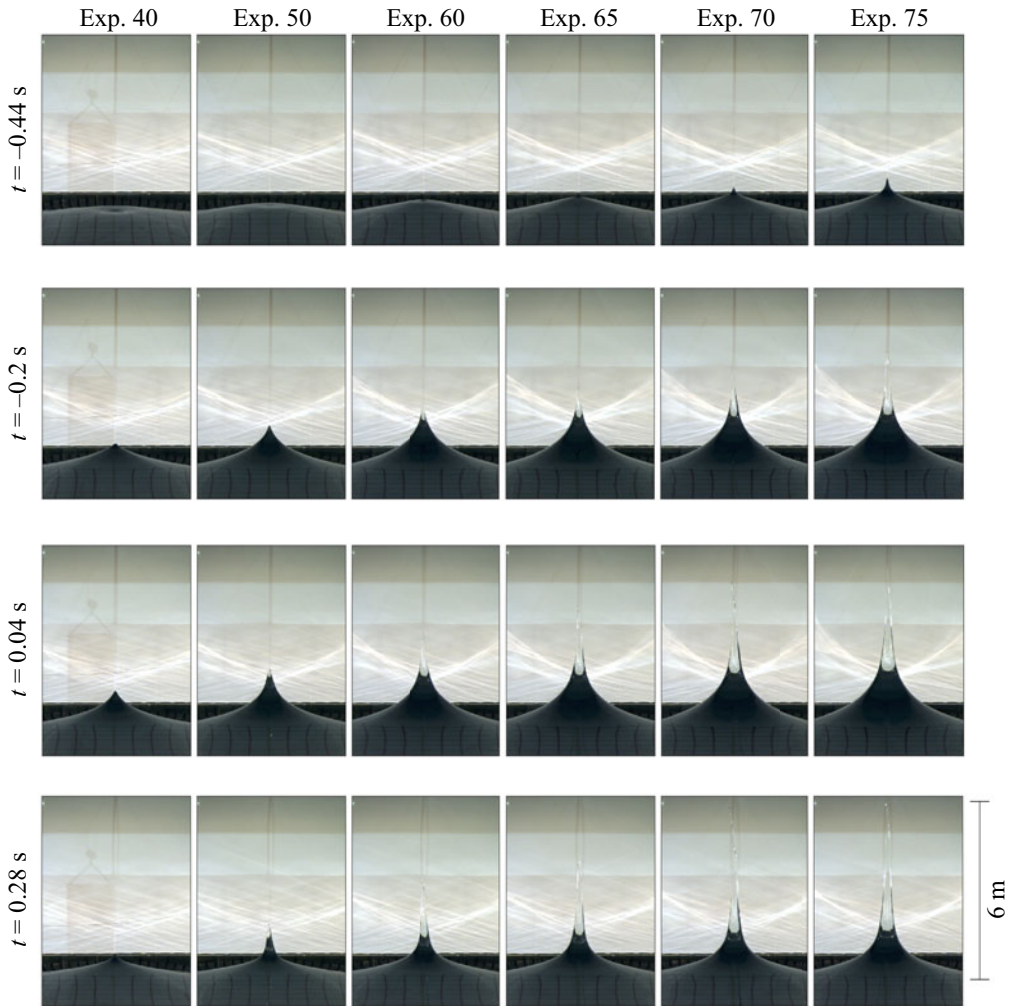 Exp. 40 Exp. 50 Exp. 60 Exp. 65 Exp. 70 Exp. 75
t = –0.44 s
t = –0.2 s
t = 0.04 s
t = 0.28 s
6 m